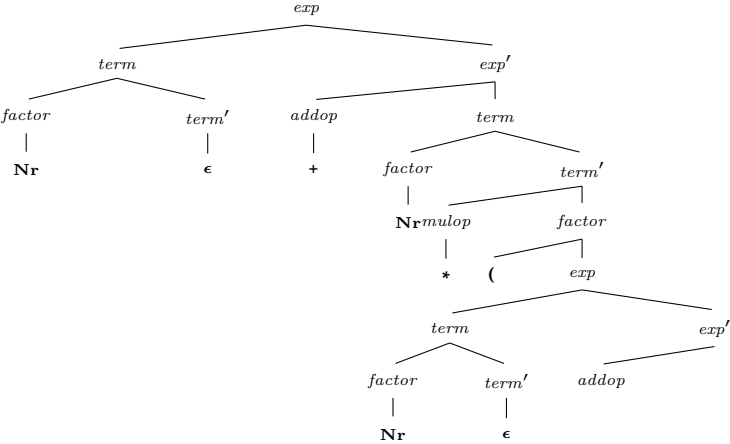 exp
term exp′
factor term′ addop term
Nr ϵ + factor term′
Nr mulop factor
* ( exp
term exp′
factor term′ addop
Nr ϵ